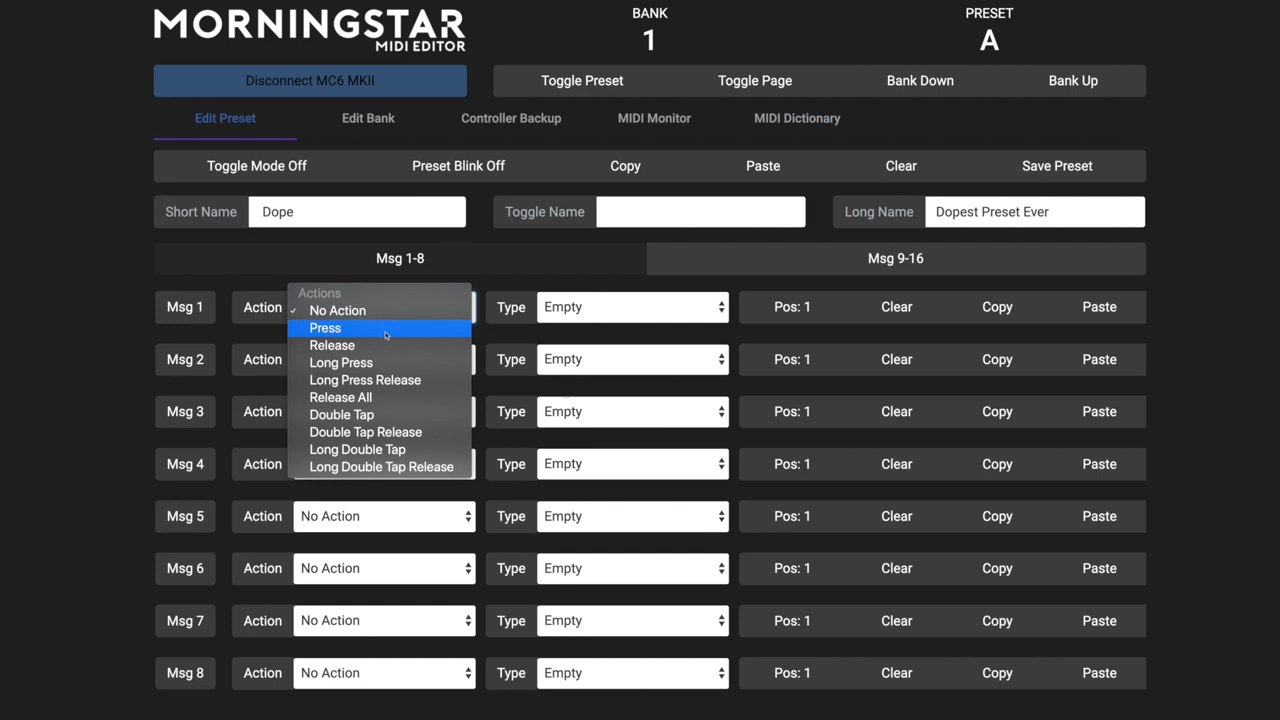 MORNINGSTAR
MIDI EDITOR
BANK
1
PRESET
A
Disconnect MC6 MKII
Toggle Preset Toggle Page Bank Down Bank Up
Edit Preset Edit Bank Controller Backup MIDI Monitor MIDI Dictionary
Toggle Mode Off Preset Blink Off Copy Paste Clear Save Preset
Short Name Dope Toggle Name Long Name Dopest Preset Ever
Msg 1-8 Msg 9-16
Msg 1 Action Type Empty Pos: 1 Clear Copy Paste
Actions
✓ No Action
Press
Release
Long Press
Long Press Release
Release All
Double Tap
Double Tap Release
Long Double Tap
Long Double Tap Release
Msg 2 Action Type Empty Pos: 1 Clear Copy Paste
Msg 3 Action Type Empty Pos: 1 Clear Copy Paste
Msg 4 Action Type Empty Pos: 1 Clear Copy Paste
Msg 5 Action No Action Type Empty Pos: 1 Clear Copy Paste
Msg 6 Action No Action Type Empty Pos: 1 Clear Copy Paste
Msg 7 Action No Action Type Empty Pos: 1 Clear Copy Paste
Msg 8 Action No Action Type Empty Pos: 1 Clear Copy Paste